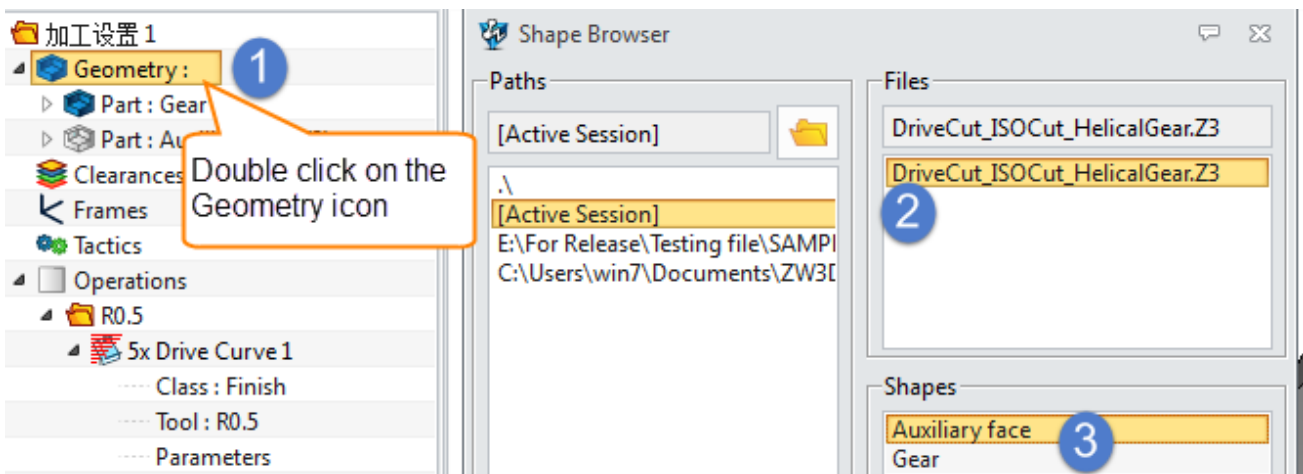 加工设置 1
Geometry :
1
Part : Gear
Part : Au
Clearances
Frames
Tactics
Operations
R0.5
5x Drive Curve 1
Class : Finish
Tool : R0.5
Parameters
Double click on the
Geometry icon
Shape Browser
Paths
[Active Session]
.\
[Active Session]
E:\For Release\Testing file\SAMPI
C:\Users\win7\Documents\ZW3D
Files
DriveCut_ISOCut_HelicalGear.Z3
DriveCut_ISOCut_HelicalGear.Z3
2
Shapes
Auxiliary face
3
Gear